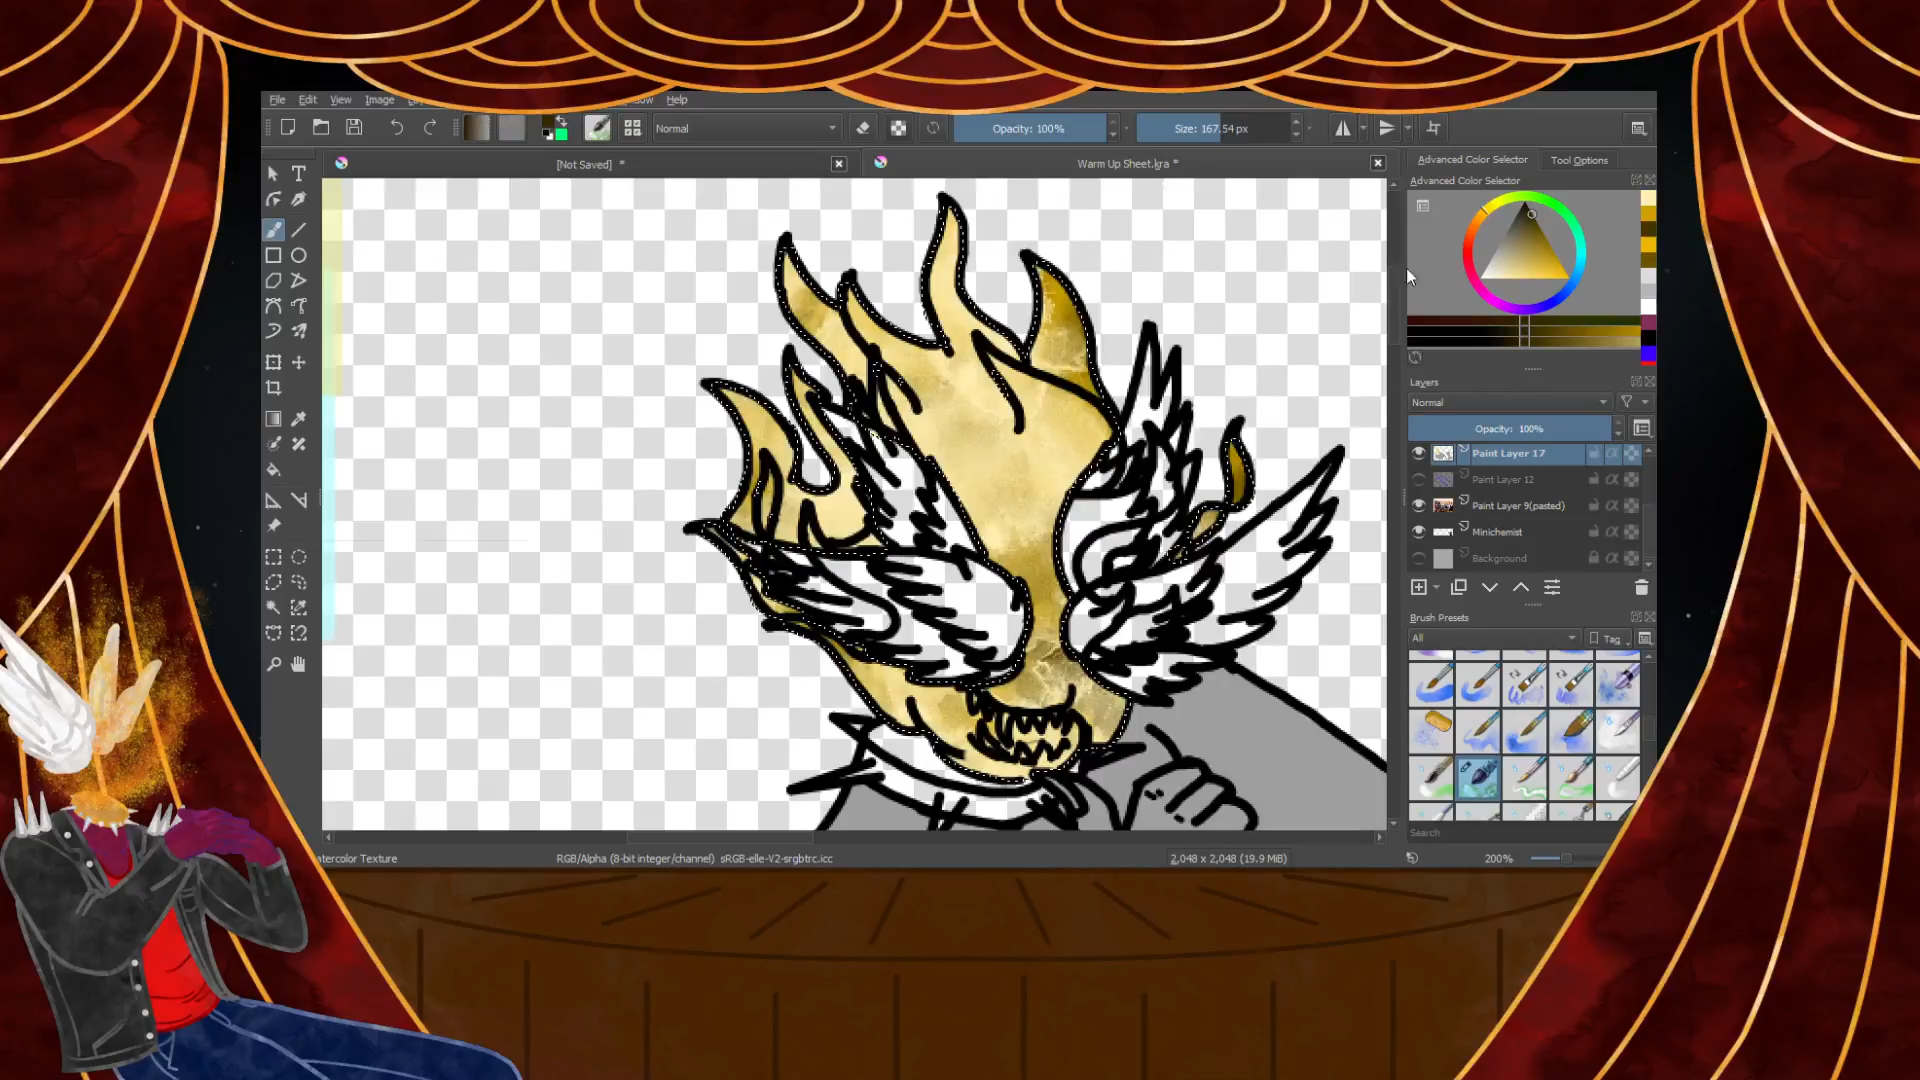 File Edit View Image Help
Normal
Opacity: 100%
Size: 167.54 px
[Not Saved] *
Warm Up Sheet.kra *
Advanced Color Selector
Tool Options
Advanced Color Selector
Layers
Normal
Opacity: 100%
Paint Layer 17
Paint Layer 12
Paint Layer 9(pasted)
Minichemist
Background
Brush Presets
All
Tag
Search
atercolor Texture
RGB/Alpha (8-bit integer/channel) sRGB-elle-V2-srgbtrc.icc
2,048 x 2,048 (19.9 MiB)
200%